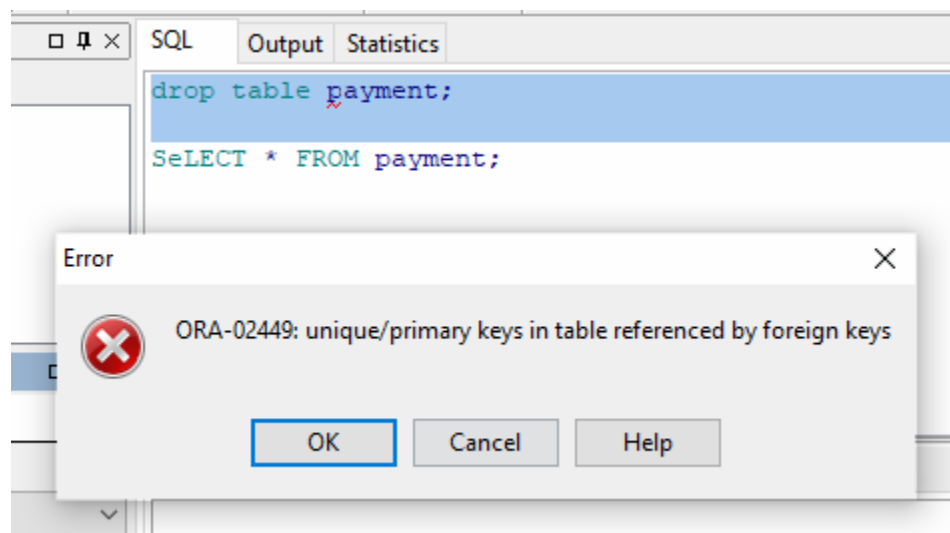 SQL Output Statistics
drop table payment;
SeLECT * FROM payment;
Error
ORA-02449: unique/primary keys in table referenced by foreign keys
OK Cancel Help